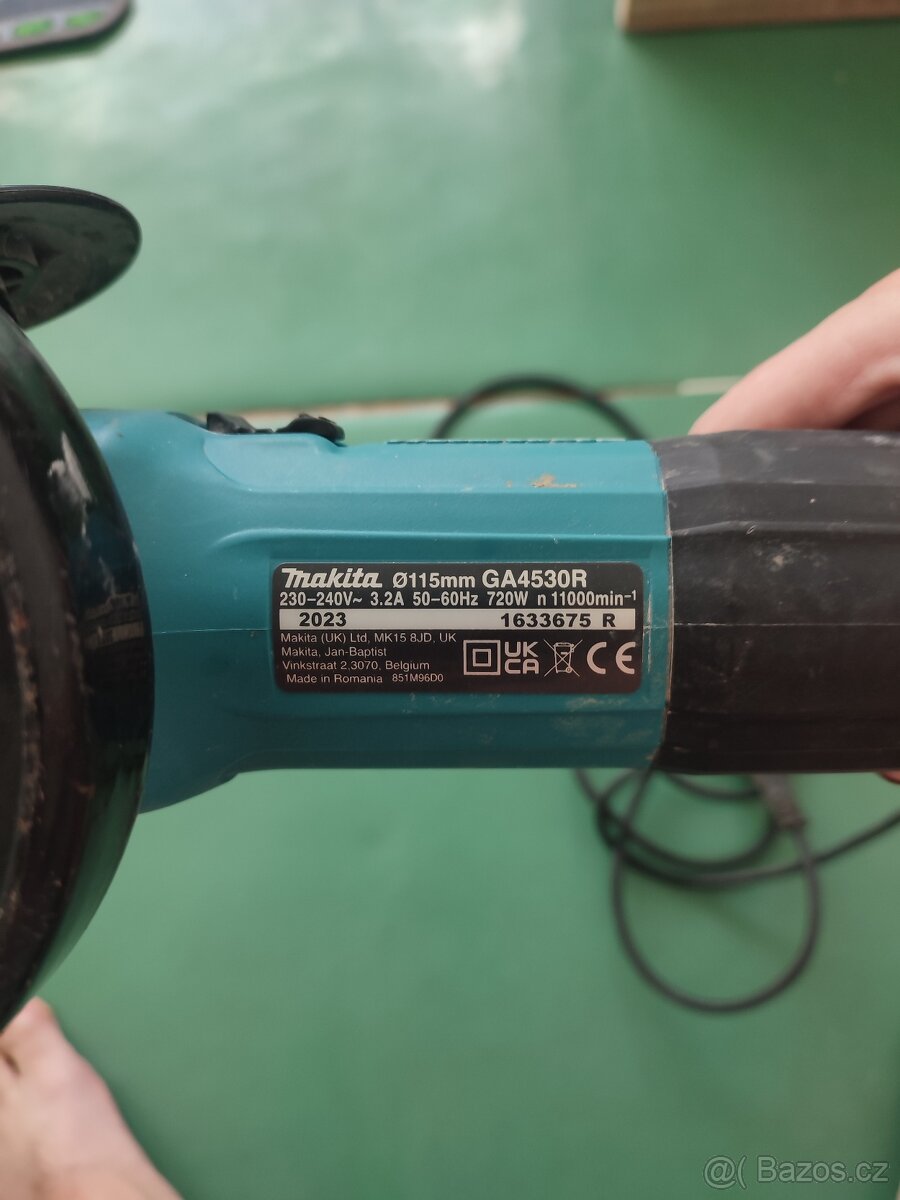 makita Ø115mm GA4530R
230-240V~ 3.2A 50-60Hz 720W n 11000min⁻¹
2023 1633675 R
Makita (UK) Ltd, MK15 8JD, UK
Makita, Jan-Baptist
Vinkstraat 2,3070, Belgium
Made in Romania 851M96D0
UK
CA
CE
@( Bazos.cz